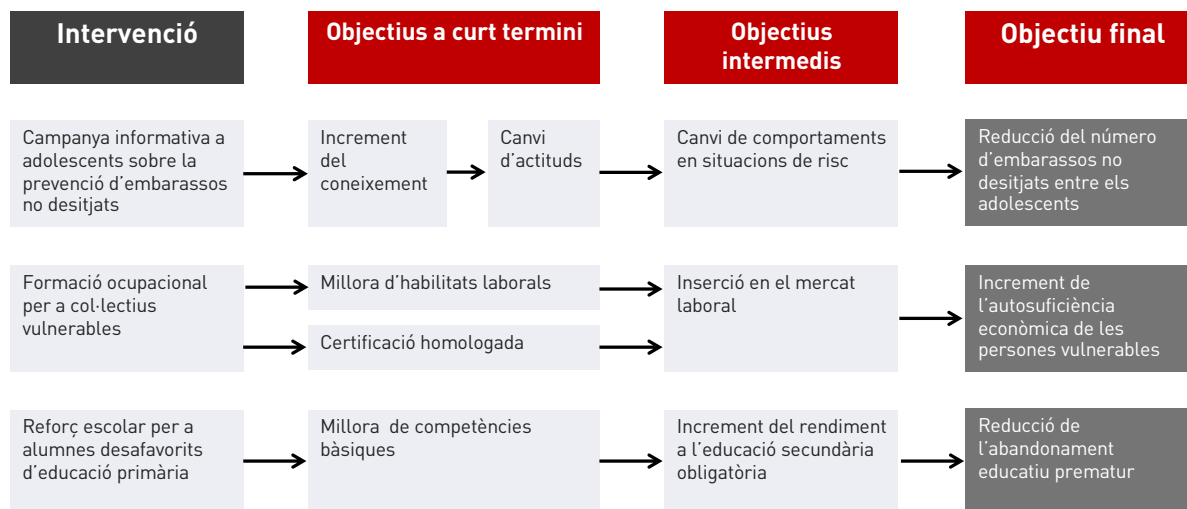 Intervenció
Objectius a curt termini
Objectius
intermedis
Objectiu final
Campanya informativa a
adolescents sobre la
prevenció d'embarassos
no desitjats
Increment
del
coneixement
Canvi
d'actituds
Canvi de comportaments
en situacions de risc
Reducció del número
d'embarassos no
desitjats entre els
adolescents
Formació ocupacional
per a col·lectius
vulnerables
Millora d'habilitats laborals
Certificació homologada
Inserció en el mercat
laboral
Increment de
l'autosuficiència
econòmica de les
persones vulnerables
Reforç escolar per a
alumnes desafavorits
d'educació primària
Millora  de competències
bàsiques
Increment del rendiment
a l'educació secundària
obligatòria
Reducció de
l'abandonament
educatiu prematur